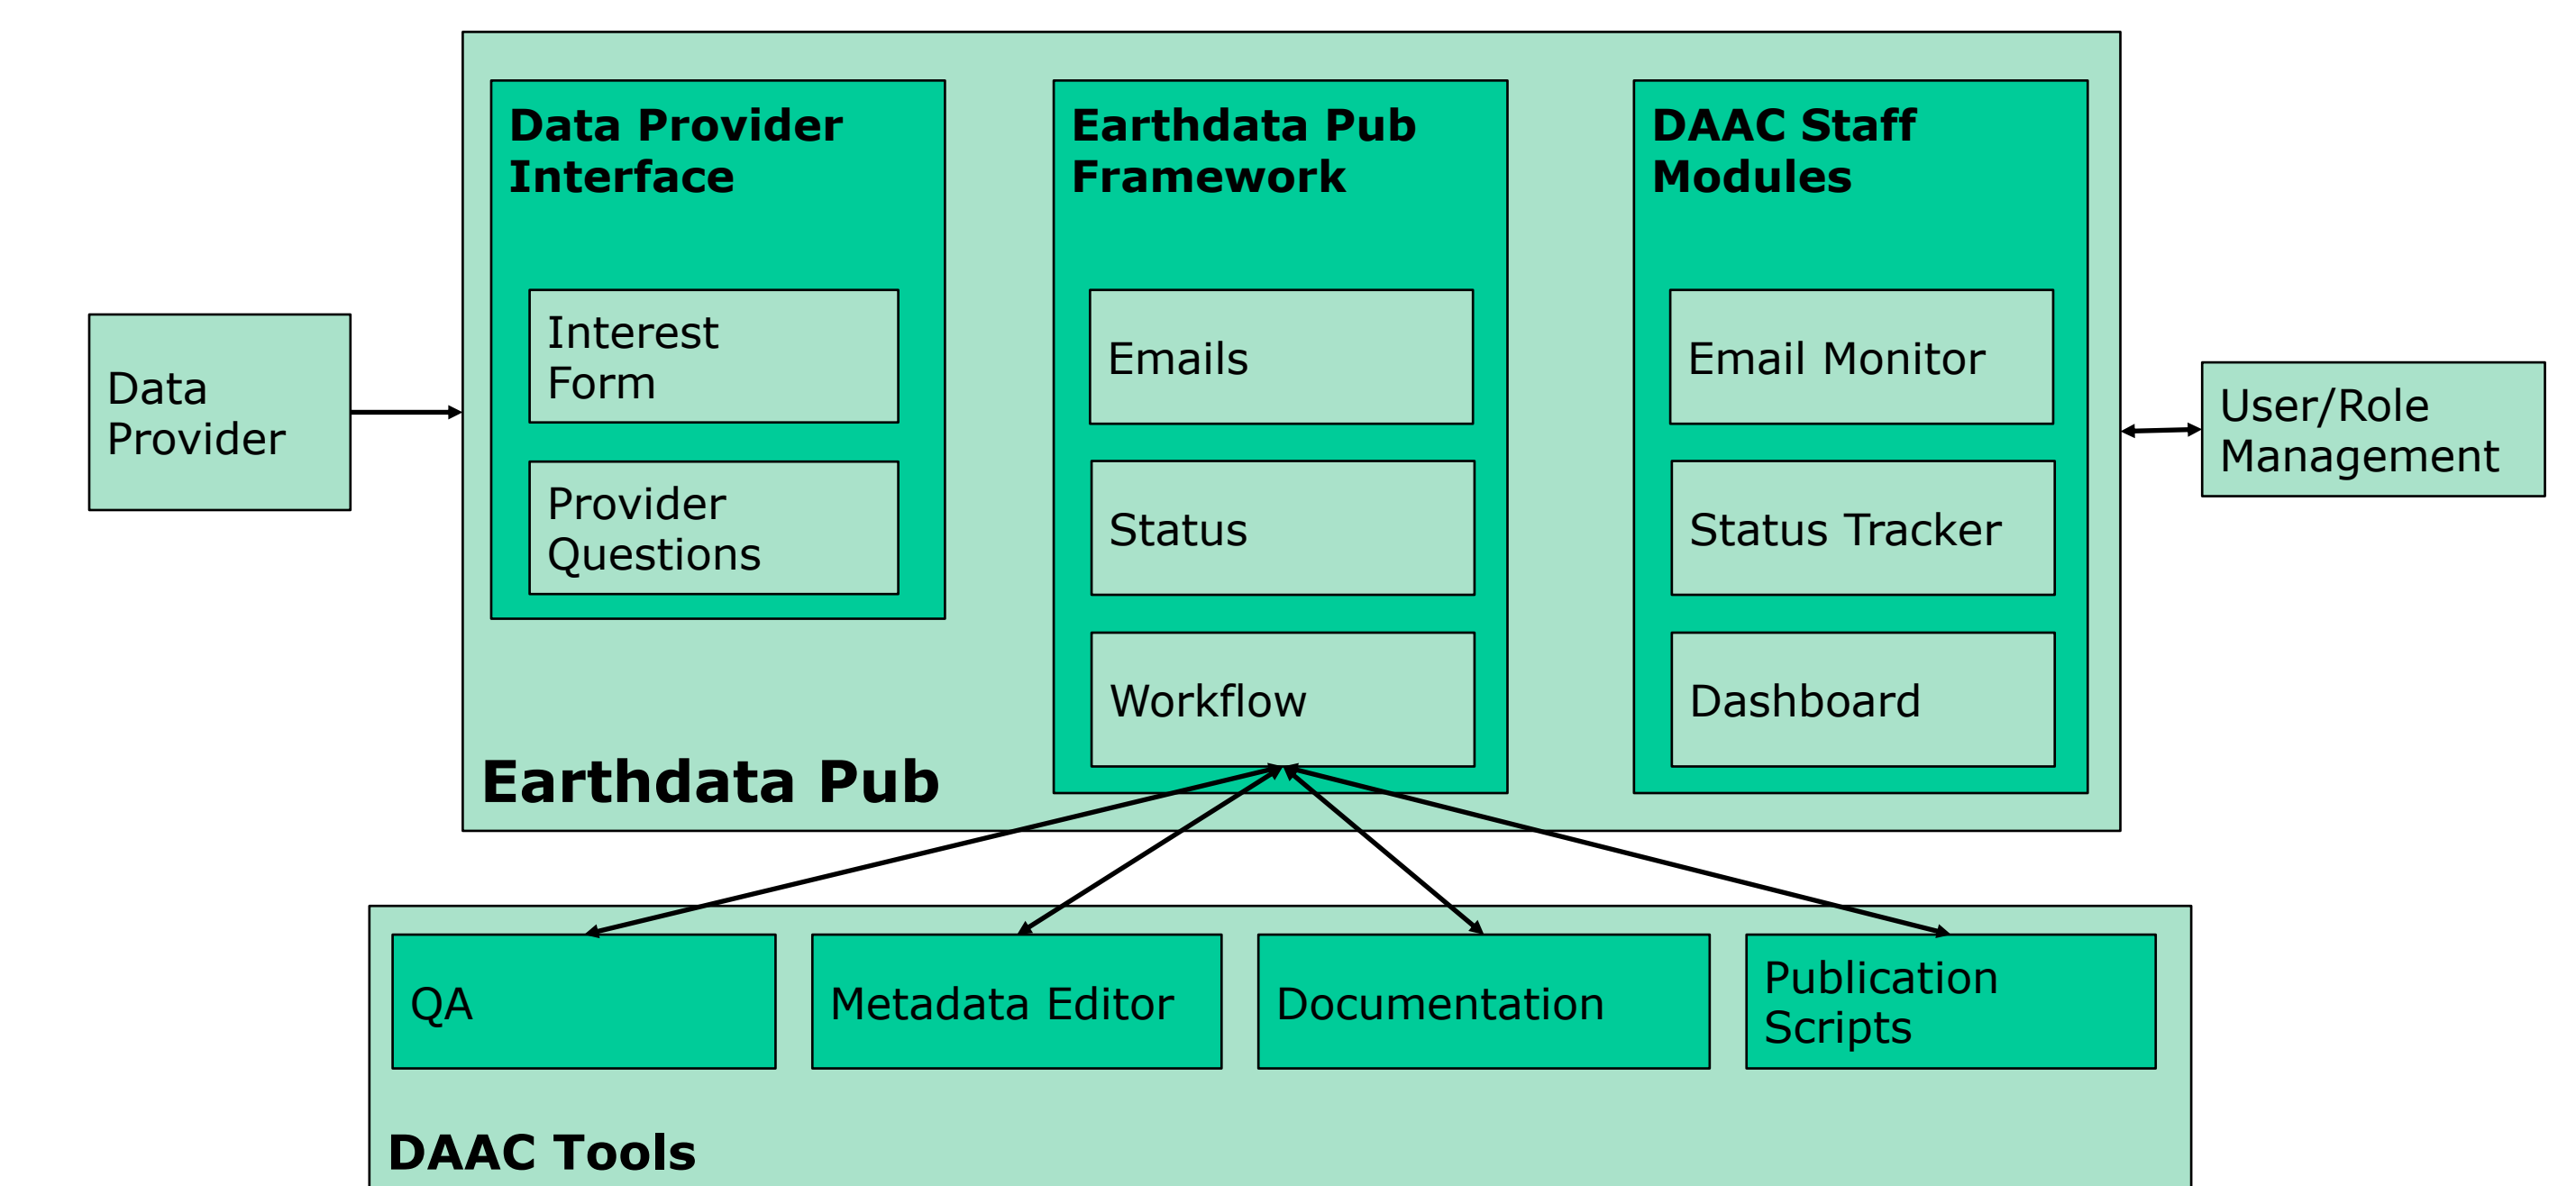 Data Provider
Interface
Interest
Form
Provider
Questions
Earthdata Pub
Framework
Emails
Status
Workflow
DAAC Staff
Modules
Email Monitor
Status Tracker
Dashboard
Data
Provider
User/Role
Management
Earthdata Pub
QA
Metadata Editor
Documentation
Publication
Scripts
DAAC Tools